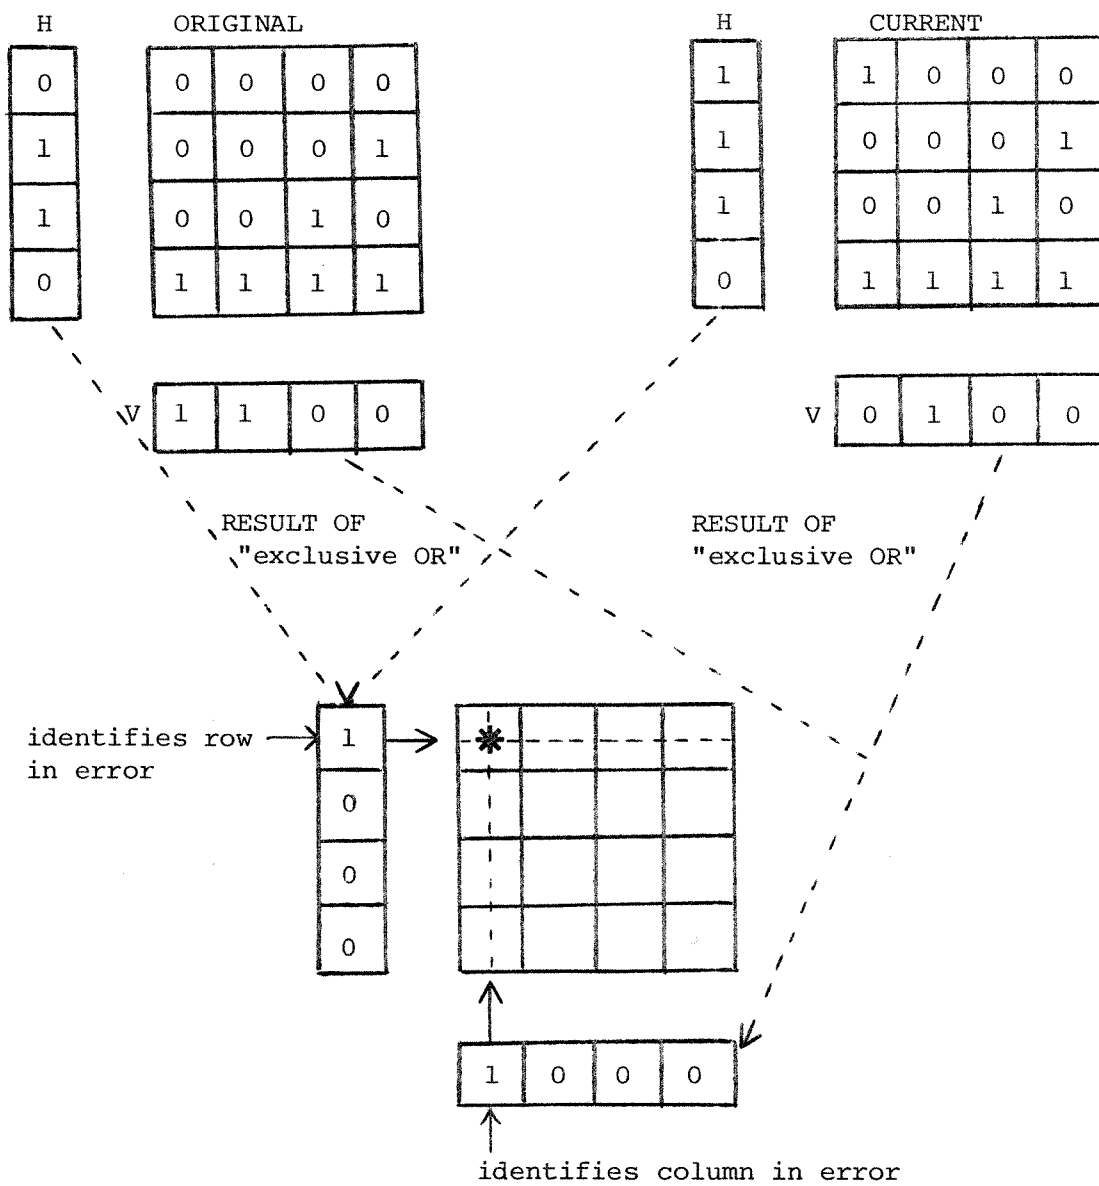 H ORIGINAL H CURRENT
0 0 0 0 0 1 1 0 0 0
1 0 0 0 1 1 0 0 0 1
1 0 0 1 0 1 0 0 1 0
0 1 1 1 1 0 1 1 1 1
V 1 1 0 0 V 0 1 0 0
RESULT OF
"exclusive OR"
RESULT OF
"exclusive OR"
identifies row
in error
1
0
0
0
1 0 0 0
identifies column in error